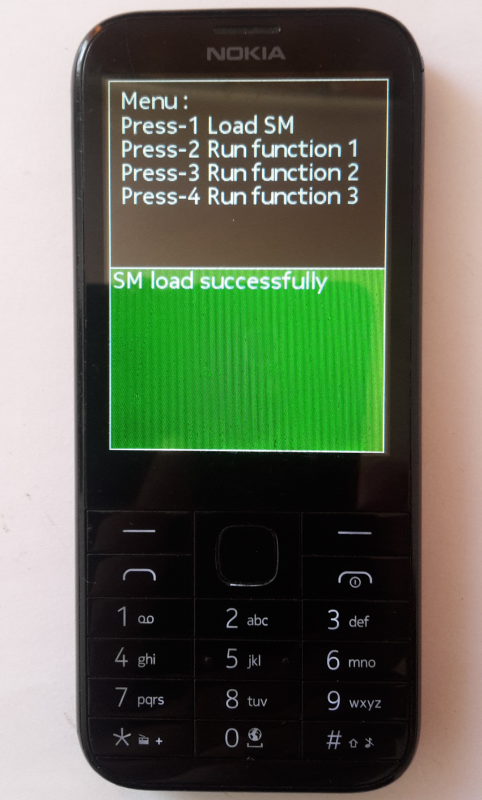 NOKIA
Menu :
Press-1 Load SM
Press-2 Run function 1
Press-3 Run function 2
Press-4 Run function 3
SM load successfully
1
2 abc
3 def
4 ghi
5 jkl
6 mno
7 pqrs
8 tuv
9 wxyz
* +
0
#